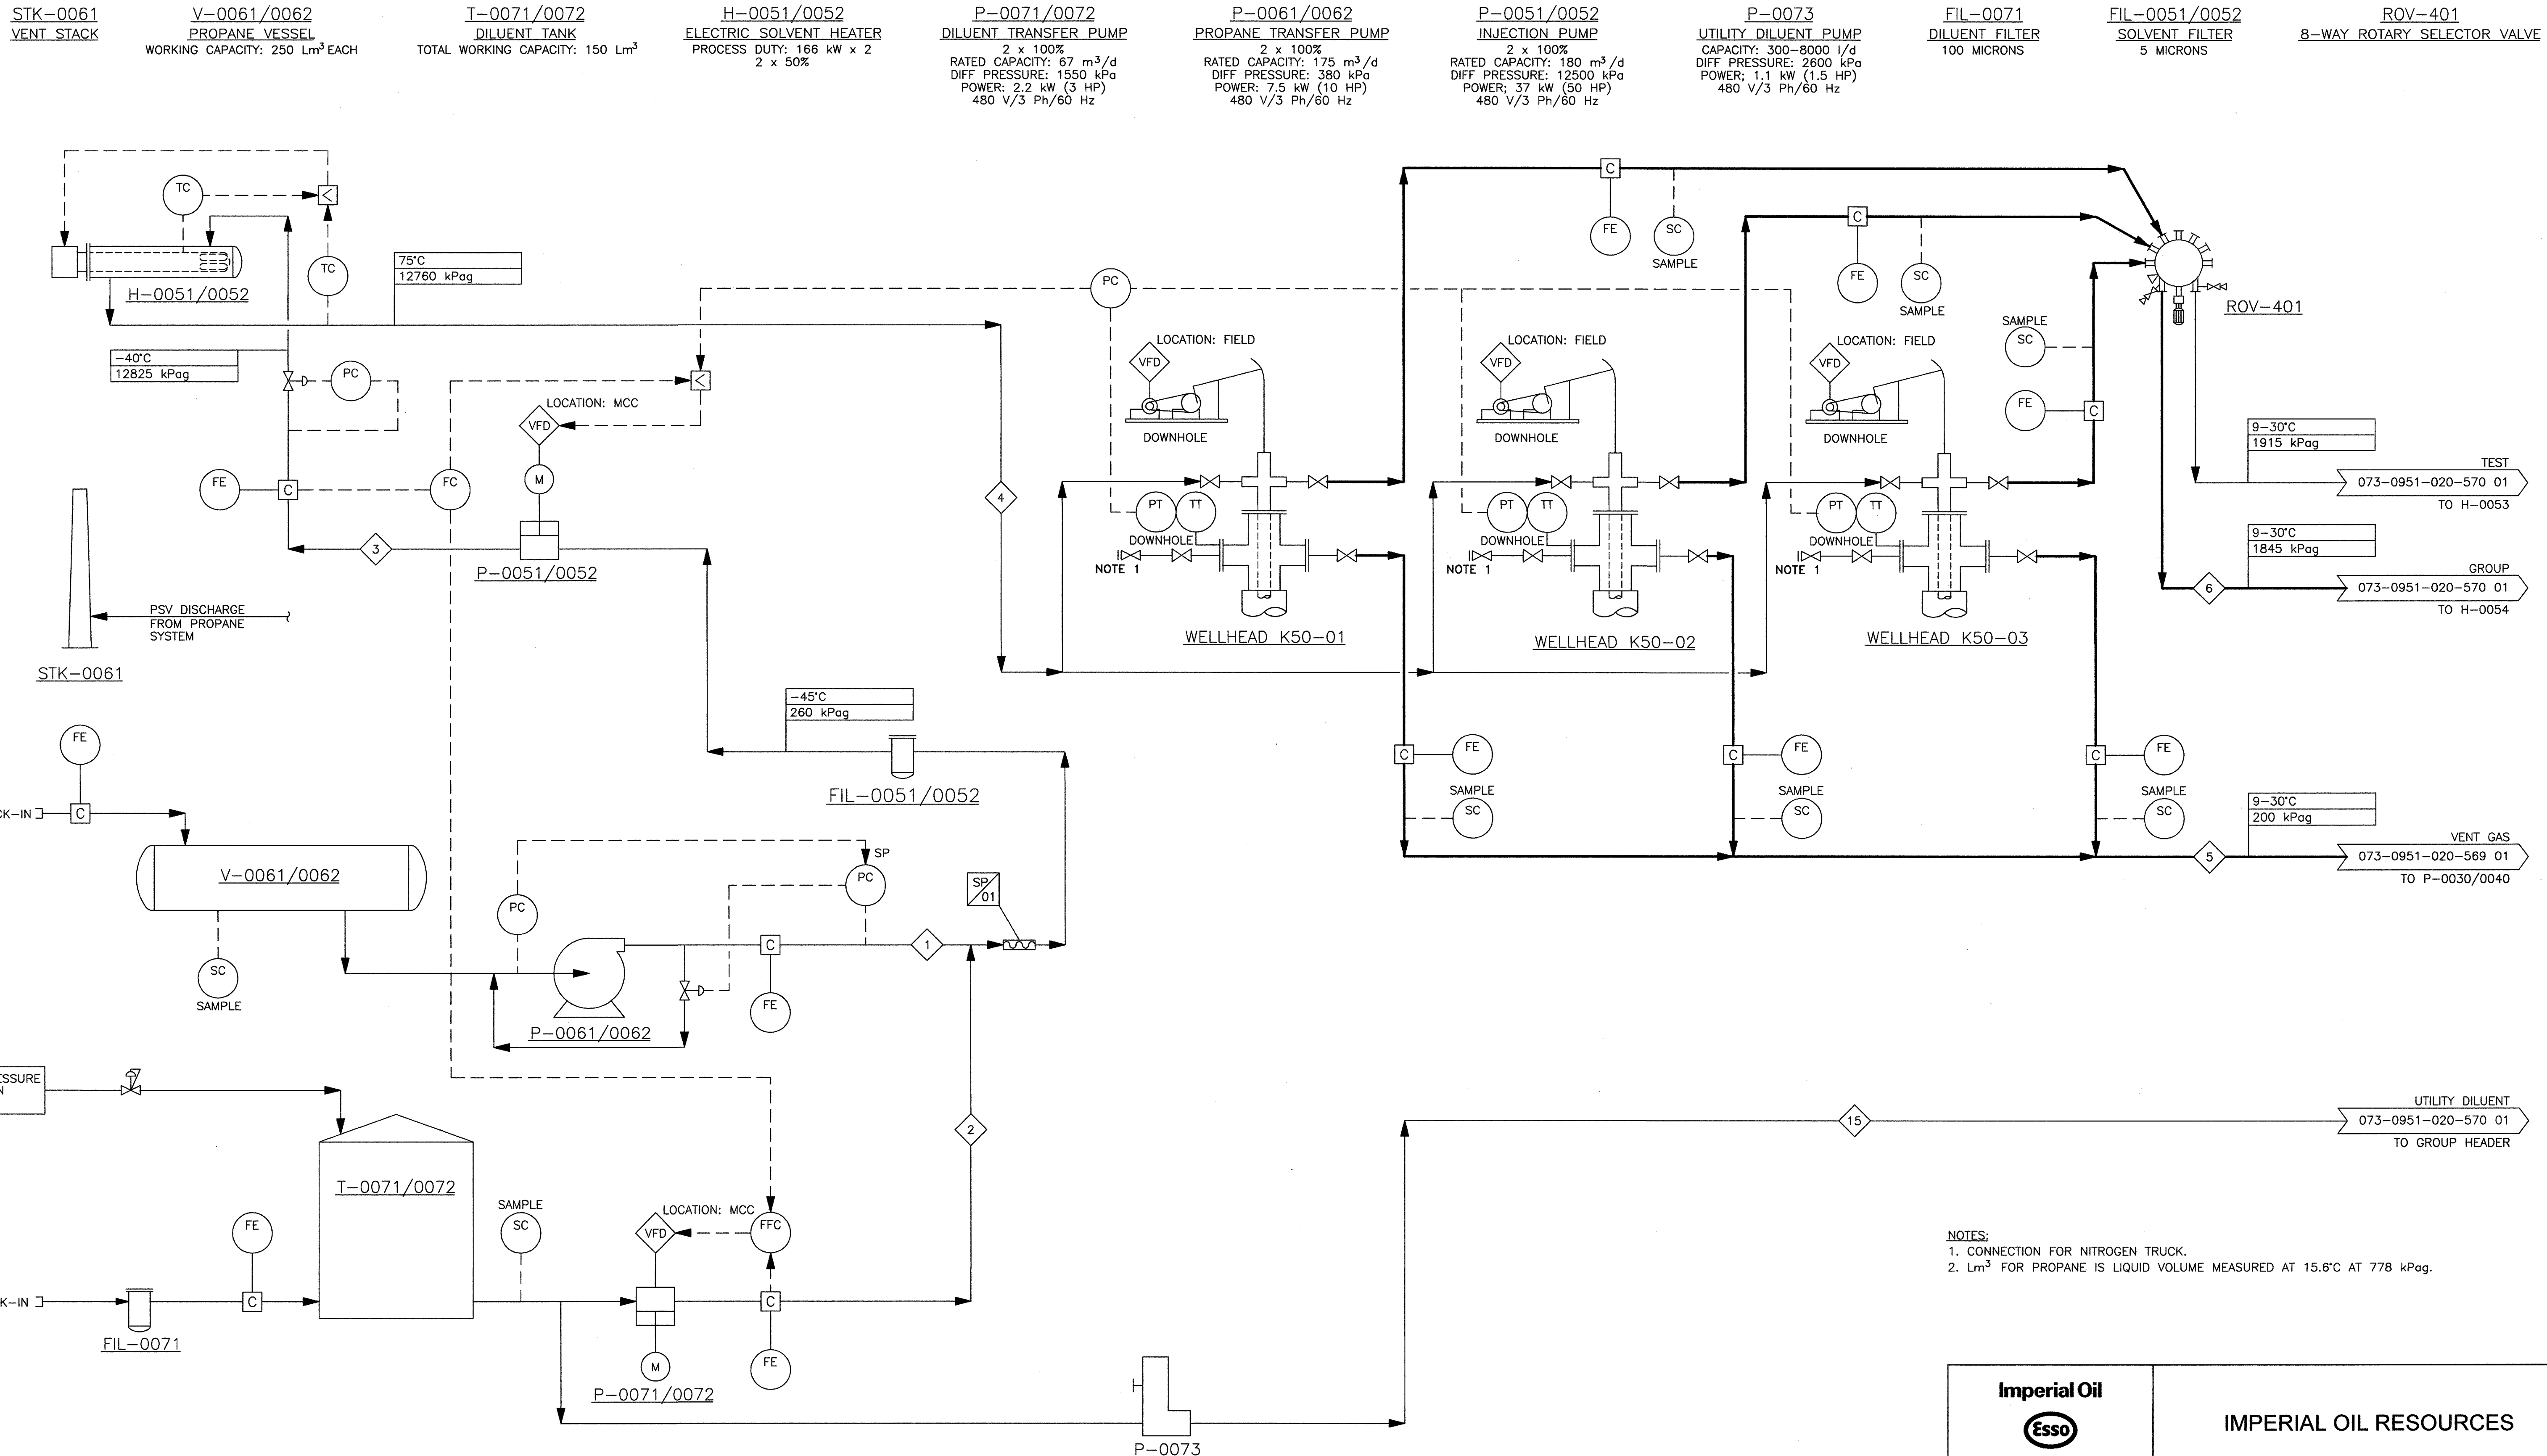 STK-0061
VENT STACK
V-0061/0062
PROPANE VESSEL
WORKING CAPACITY: 250 Lm³ EACH
T-0071/0072
DILUENT TANK
TOTAL WORKING CAPACITY: 150 Lm³
H-0051/0052
ELECTRIC SOLVENT HEATER
PROCESS DUTY: 166 kW x 2
2 x 50%
P-0071/0072
DILUENT TRANSFER PUMP
2 x 100%
RATED CAPACITY: 67 m³/d
DIFF PRESSURE: 1550 kPa
POWER: 2.2 kW (3 HP)
480 V/3 Ph/60 Hz
P-0061/0062
PROPANE TRANSFER PUMP
2 x 100%
RATED CAPACITY: 175 m³/d
DIFF PRESSURE: 380 kPa
POWER: 7.5 kW (10 HP)
480 V/3 Ph/60 Hz
P-0051/0052
INJECTION PUMP
2 x 100%
RATED CAPACITY: 180 m³/d
DIFF PRESSURE: 12500 kPa
POWER; 37 kW (50 HP)
480 V/3 Ph/60 Hz
P-0073
UTILITY DILUENT PUMP
CAPACITY: 300-8000 l/d
DIFF PRESSURE: 2600 kPa
POWER; 1.1 kW (1.5 HP)
480 V/3 Ph/60 Hz
FIL-0071
DILUENT FILTER
100 MICRONS
FIL-0051/0052
SOLVENT FILTER
5 MICRONS
ROV-401
8-WAY ROTARY SELECTOR VALVE
TC
<
TC
H-0051/0052
75°C
12760 kPag
-40°C
12825 kPag
PC
<
LOCATION: MCC
VFD
M
FE
C
FC
3
P-0051/0052
PSV DISCHARGE
FROM PROPANE
SYSTEM
STK-0061
4
PC
C
FE
SC
SAMPLE
C
FE
SC
SAMPLE
SAMPLE
SC
FE
C
ROV-401
LOCATION: FIELD
VFD
DOWNHOLE
PT
TT
DOWNHOLE
NOTE 1
WELLHEAD K50-01
LOCATION: FIELD
VFD
DOWNHOLE
PT
TT
DOWNHOLE
NOTE 1
WELLHEAD K50-02
LOCATION: FIELD
VFD
DOWNHOLE
PT
TT
DOWNHOLE
NOTE 1
WELLHEAD K50-03
9-30°C
1915 kPag
TEST
073-0951-020-570 01
TO H-0053
9-30°C
1845 kPag
GROUP
6
073-0951-020-570 01
TO H-0054
-45°C
260 kPag
FIL-0051/0052
FE
CK-IN
C
V-0061/0062
SC
SAMPLE
PC
SP
PC
SP
01
C
1
FE
P-0061/0062
C
FE
SAMPLE
SC
C
FE
SAMPLE
SC
C
FE
SAMPLE
SC
9-30°C
200 kPag
VENT GAS
5
073-0951-020-569 01
TO P-0030/0040
ESSURE
N
T-0071/0072
2
15
UTILITY DILUENT
073-0951-020-570 01
TO GROUP HEADER
FE
K-IN
C
FIL-0071
SAMPLE
SC
LOCATION: MCC
VFD
FFC
C
FE
M
P-0071/0072
P-0073
NOTES:
1. CONNECTION FOR NITROGEN TRUCK.
2. Lm³ FOR PROPANE IS LIQUID VOLUME MEASURED AT 15.6°C AT 778 kPag.
Imperial Oil
Esso
IMPERIAL OIL RESOURCES